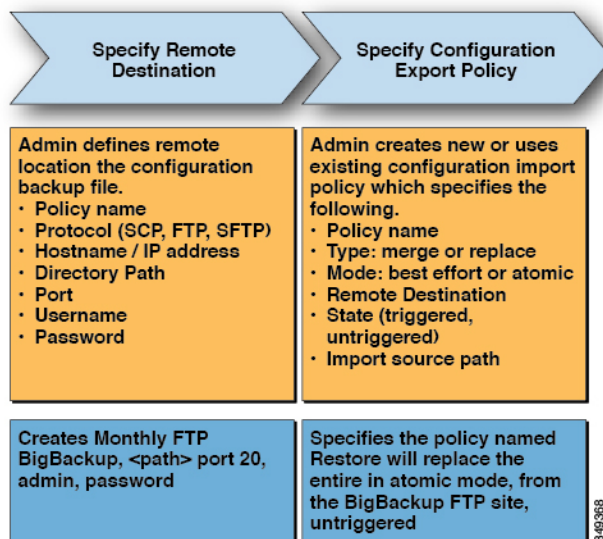 Specify Remote
Destination
Specify Configuration
Export Policy
Admin defines remote
location the configuration
backup file.
• Policy name
• Protocol (SCP, FTP, SFTP)
• Hostname / IP address
• Directory Path
• Port
• Username
• Password
Admin creates new or uses
existing configuration import
policy which specifies the
following.
• Policy name
• Type: merge or replace
• Mode: best effort or atomic
• Remote Destination
• State (triggered,
untriggered)
• Import source path
Creates Monthly FTP
BigBackup, <path> port 20,
admin, password
Specifies the policy named
Restore will replace the
entire in atomic mode, from
the BigBackup FTP site,
untriggered
349368